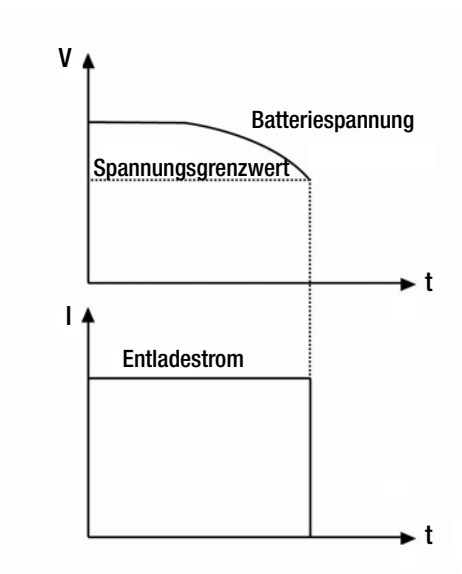 V
Batteriespannung
Spannungsgrenzwert
t
I
Entladestrom
t